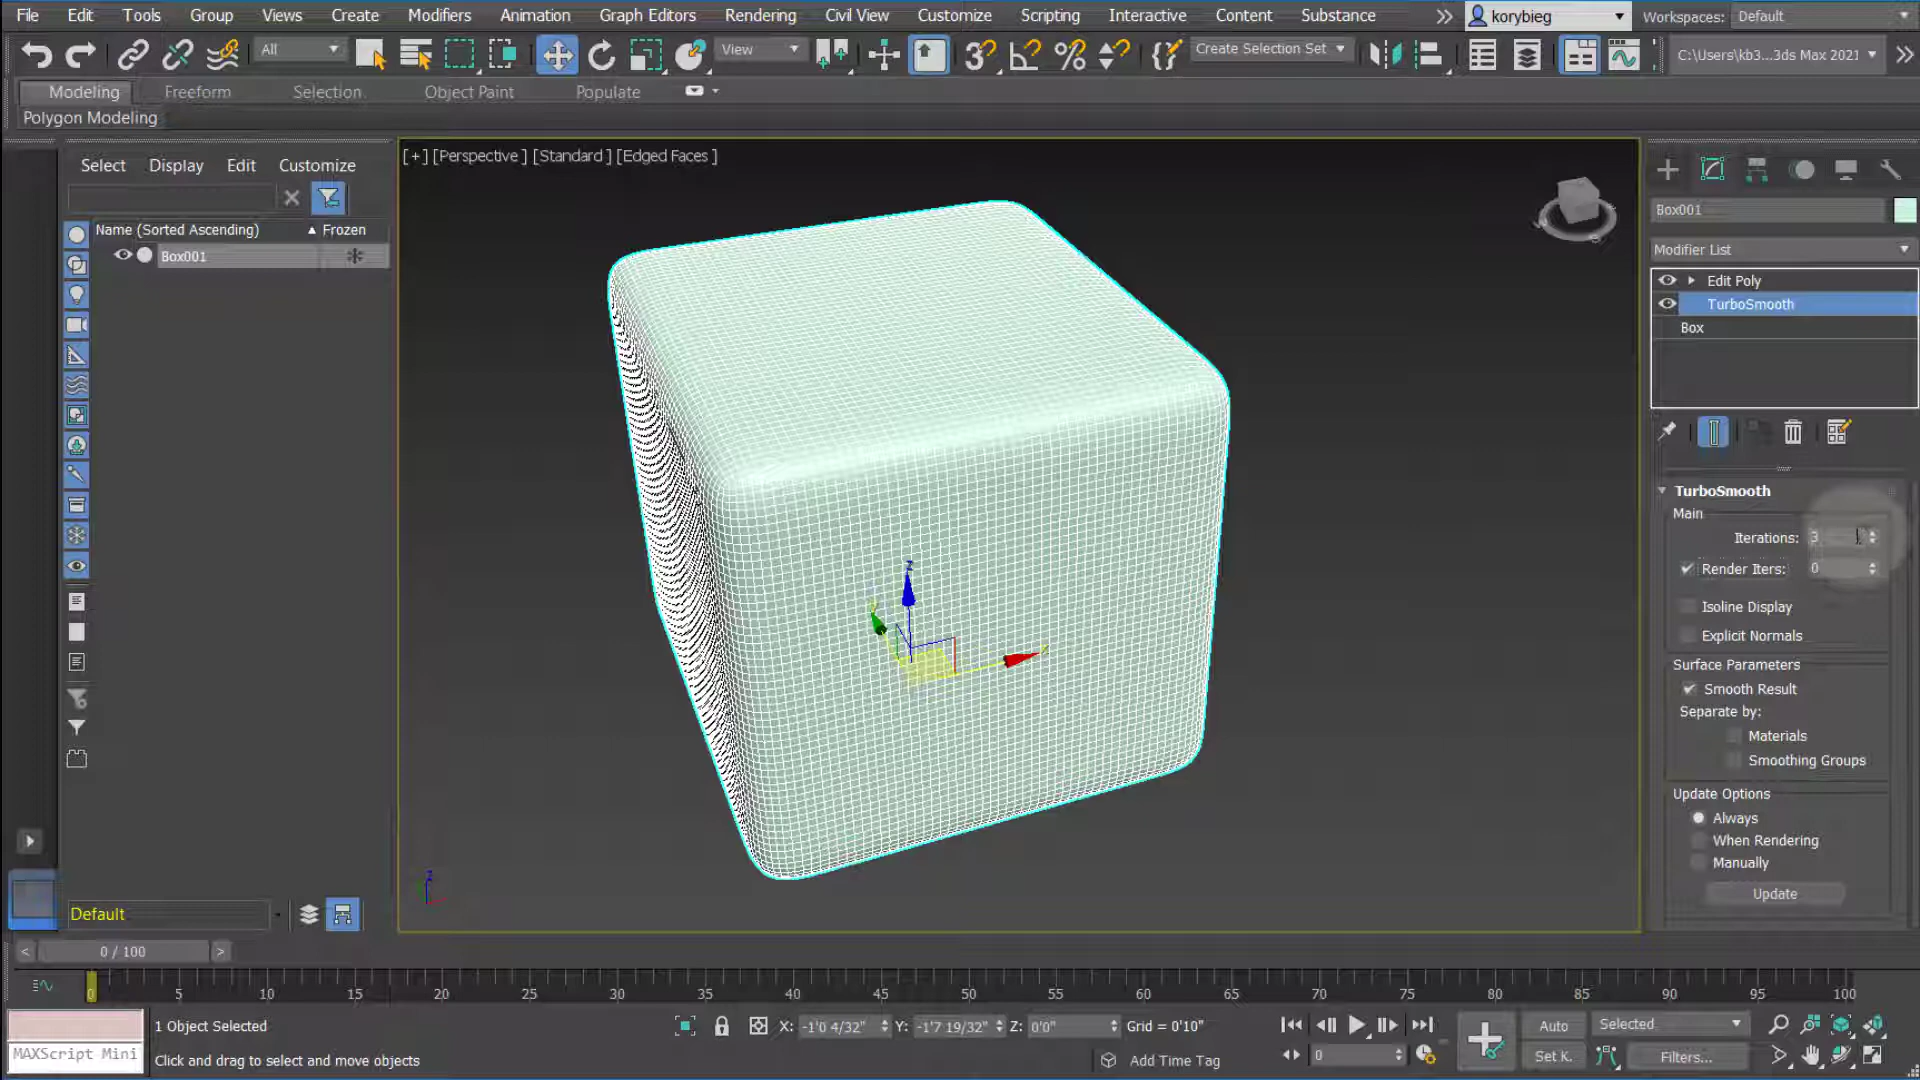 File Edit Tools Group Views Create Modifiers Animation Graph Editors Rendering Civil View Customize Scripting Interactive Content Substance korybieg Workspaces: Default
All View Create Selection Set C:\Users\kb3...3ds Max 2021
Modeling Freeform Selection Object Paint Populate
Polygon Modeling
Select Display Edit Customize
[+] [Perspective] [Standard] [Edged Faces]
Name (Sorted Ascending) Frozen
Box001
Box001
Modifier List
Edit Poly
TurboSmooth
Box
TurboSmooth
Main
Iterations: 3
Render Iters: 0
Isoline Display
Explicit Normals
Surface Parameters
Smooth Result
Separate by:
Materials
Smoothing Groups
Update Options
Always
When Rendering
Manually
Update
z
z
Default
< 0 / 100 >
0 5 10 15 20 25 30 35 40 45 50 55 60 65 70 75 80 85 90 95 100
1 Object Selected X: -1'0 4/32" Y: -1'7 19/32" Z: 0'0" Grid = 0'10" Auto Selected
MAXScript Mini Click and drag to select and move objects Add Time Tag 0 Set K. Filters...